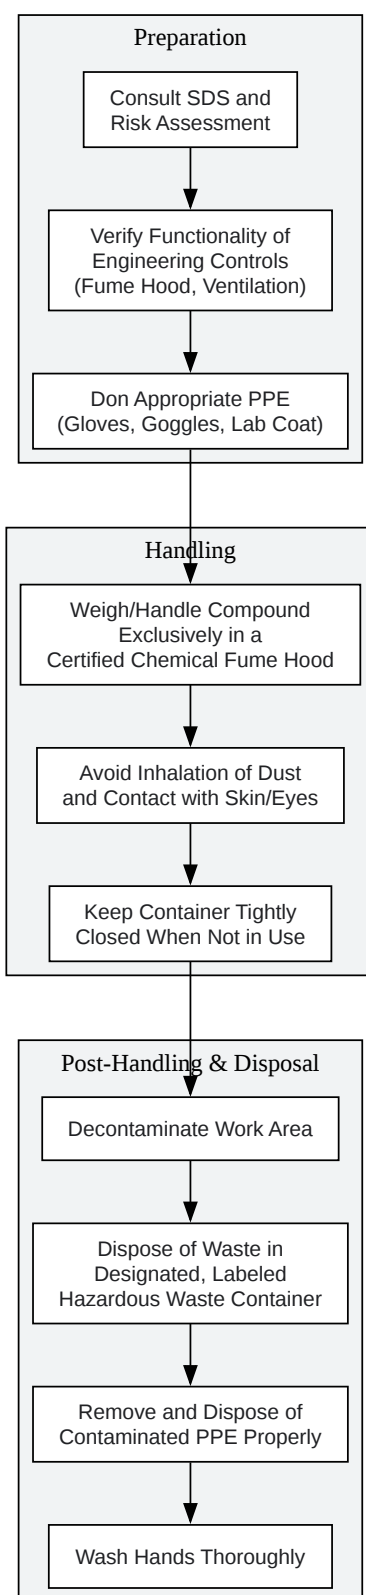 Preparation
Consult SDS and
Risk Assessment
Verify Functionality of
Engineering Controls
(Fume Hood, Ventilation)
Don Appropriate PPE
(Gloves, Goggles, Lab Coat)
Handling
Weigh/Handle Compound
Exclusively in a
Certified Chemical Fume Hood
Avoid Inhalation of Dust
and Contact with Skin/Eyes
Keep Container Tightly
Closed When Not in Use
Post-Handling & Disposal
Decontaminate Work Area
Dispose of Waste in
Designated, Labeled
Hazardous Waste Container
Remove and Dispose of
Contaminated PPE Properly
Wash Hands Thoroughly